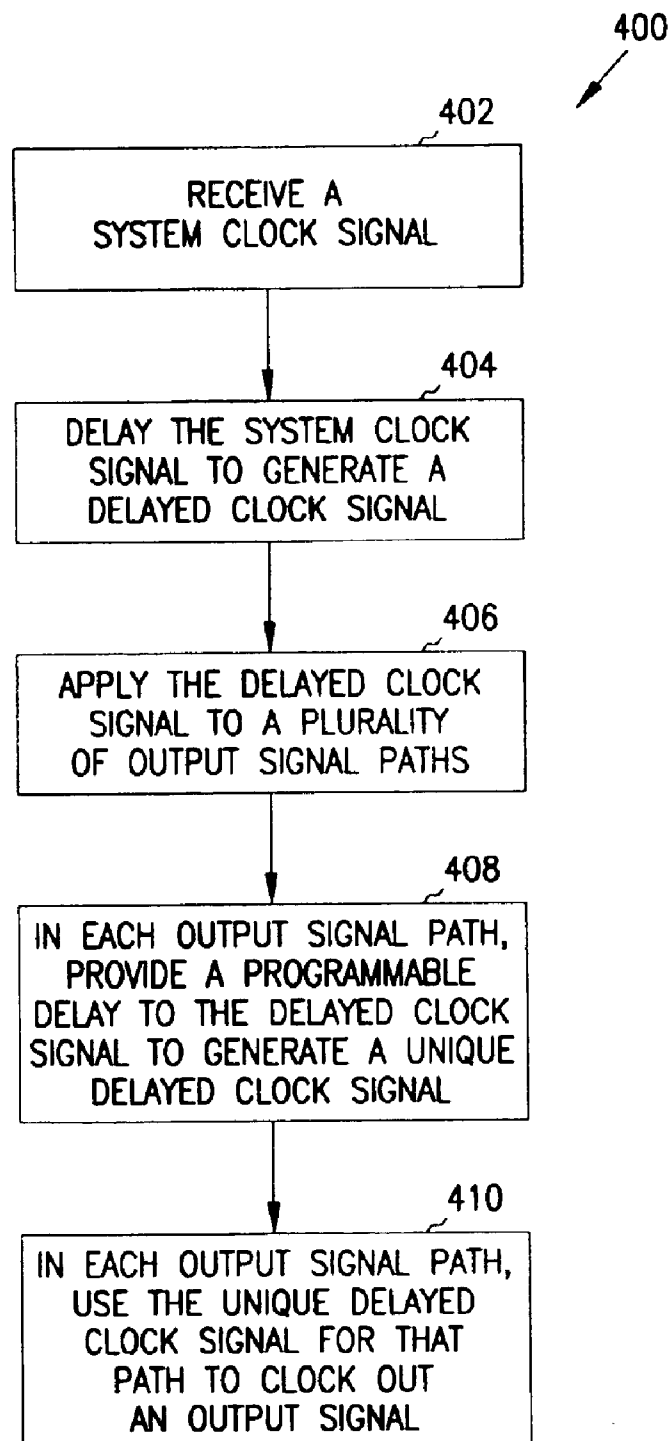 400
402
RECEIVE A
SYSTEM CLOCK SIGNAL
404
DELAY THE SYSTEM CLOCK
SIGNAL TO GENERATE A
DELAYED CLOCK SIGNAL
406
APPLY THE DELAYED CLOCK
SIGNAL TO A PLURALITY
OF OUTPUT SIGNAL PATHS
408
IN EACH OUTPUT SIGNAL PATH,
PROVIDE A PROGRAMMABLE
DELAY TO THE DELAYED CLOCK
SIGNAL TO GENERATE A UNIQUE
DELAYED CLOCK SIGNAL
410
IN EACH OUTPUT SIGNAL PATH,
USE THE UNIQUE DELAYED
CLOCK SIGNAL FOR THAT
PATH TO CLOCK OUT
AN OUTPUT SIGNAL